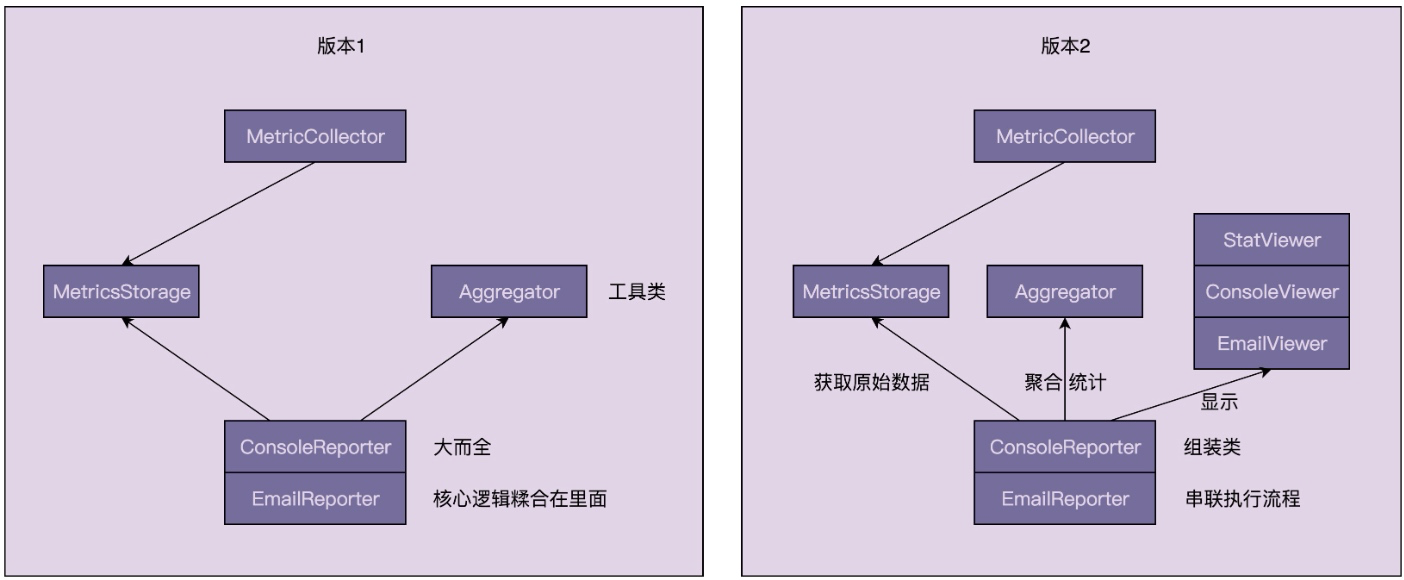 版本1
MetricCollector
MetricsStorage
Aggregator
工具类
ConsoleReporter
大而全
EmailReporter
核心逻辑糅合在里面
版本2
MetricCollector
StatViewer
MetricsStorage
Aggregator
ConsoleViewer
EmailViewer
获取原始数据
聚合 统计
显示
ConsoleReporter
组装类
EmailReporter
串联执行流程